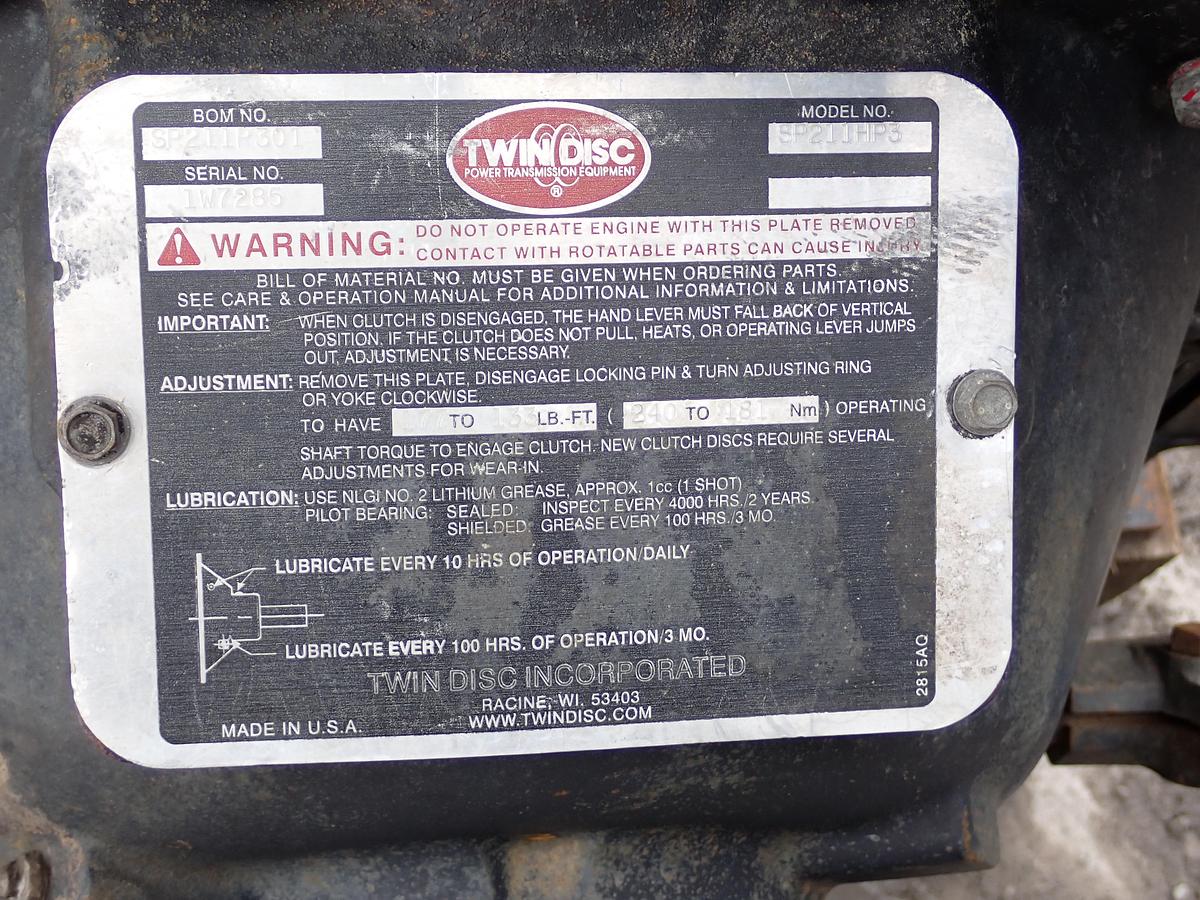 BOM NO.
SP211P301
SERIAL NO.
1W7285
TWIN DISC
POWER TRANSMISSION EQUIPMENT
®
MODEL NO.
SP211HP3
WARNING: DO NOT OPERATE ENGINE WITH THIS PLATE REMOVED
CONTACT WITH ROTATABLE PARTS CAN CAUSE INJURY
BILL OF MATERIAL NO. MUST BE GIVEN WHEN ORDERING PARTS.
SEE CARE & OPERATION MANUAL FOR ADDITIONAL INFORMATION & LIMITATIONS.
IMPORTANT: WHEN CLUTCH IS DISENGAGED, THE HAND LEVER MUST FALL BACK OF VERTICAL
POSITION. IF THE CLUTCH DOES NOT PULL, HEATS, OR OPERATING LEVER JUMPS
OUT, ADJUSTMENT IS NECESSARY.
ADJUSTMENT: REMOVE THIS PLATE, DISENGAGE LOCKING PIN & TURN ADJUSTING RING
OR YOKE CLOCKWISE.
TO HAVE 177 TO 133 LB.-FT. ( 240 TO 181 Nm ) OPERATING
SHAFT TORQUE TO ENGAGE CLUTCH. NEW CLUTCH DISCS REQUIRE SEVERAL
ADJUSTMENTS FOR WEAR-IN.
LUBRICATION: USE NLGI NO. 2 LITHIUM GREASE, APPROX. 1cc (1 SHOT)
PILOT BEARING: SEALED: INSPECT EVERY 4000 HRS./2 YEARS
SHIELDED: GREASE EVERY 100 HRS./3 MO.
LUBRICATE EVERY 10 HRS OF OPERATION/DAILY
LUBRICATE EVERY 100 HRS. OF OPERATION/3 MO.
TWIN DISC INCORPORATED
RACINE, WI. 53403
WWW.TWINDISC.COM
MADE IN U.S.A.
2815AQ